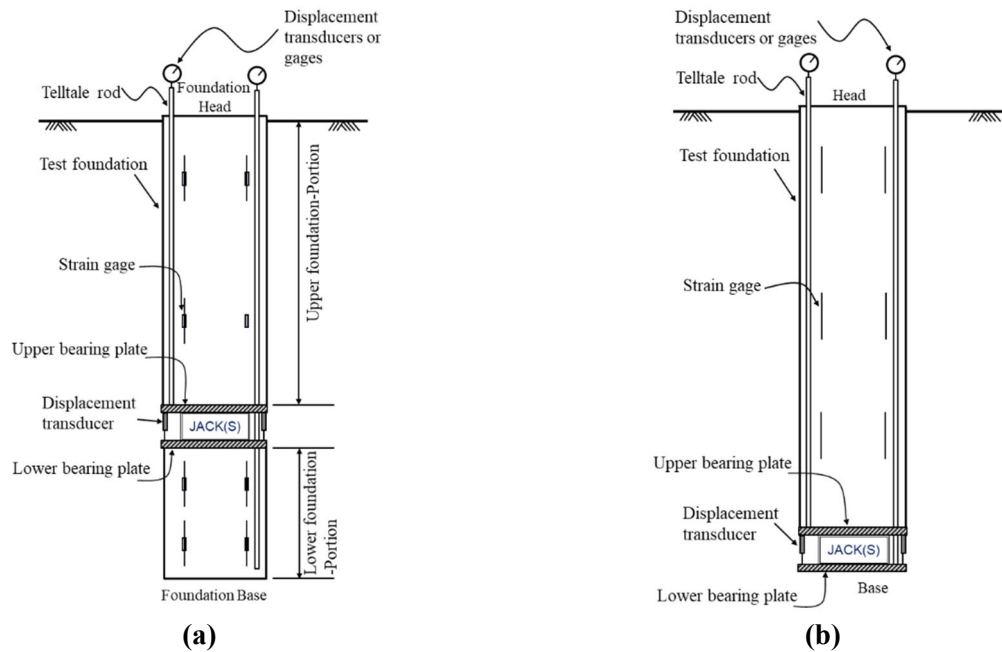 Displacement
transducers or
gages
Telltale rod
Foundation
Head
Test foundation
Upper foundation-Portion
Strain gage
Upper bearing plate
Displacement
transducer
JACK(S)
Lower bearing plate
Lower foundation
-Portion
Foundation Base
(a)
Displacement
transducers or gages
Telltale rod
Head
Test foundation
Strain gage
Upper bearing plate
Displacement
transducer
JACK(S)
Lower bearing plate
Base
(b)